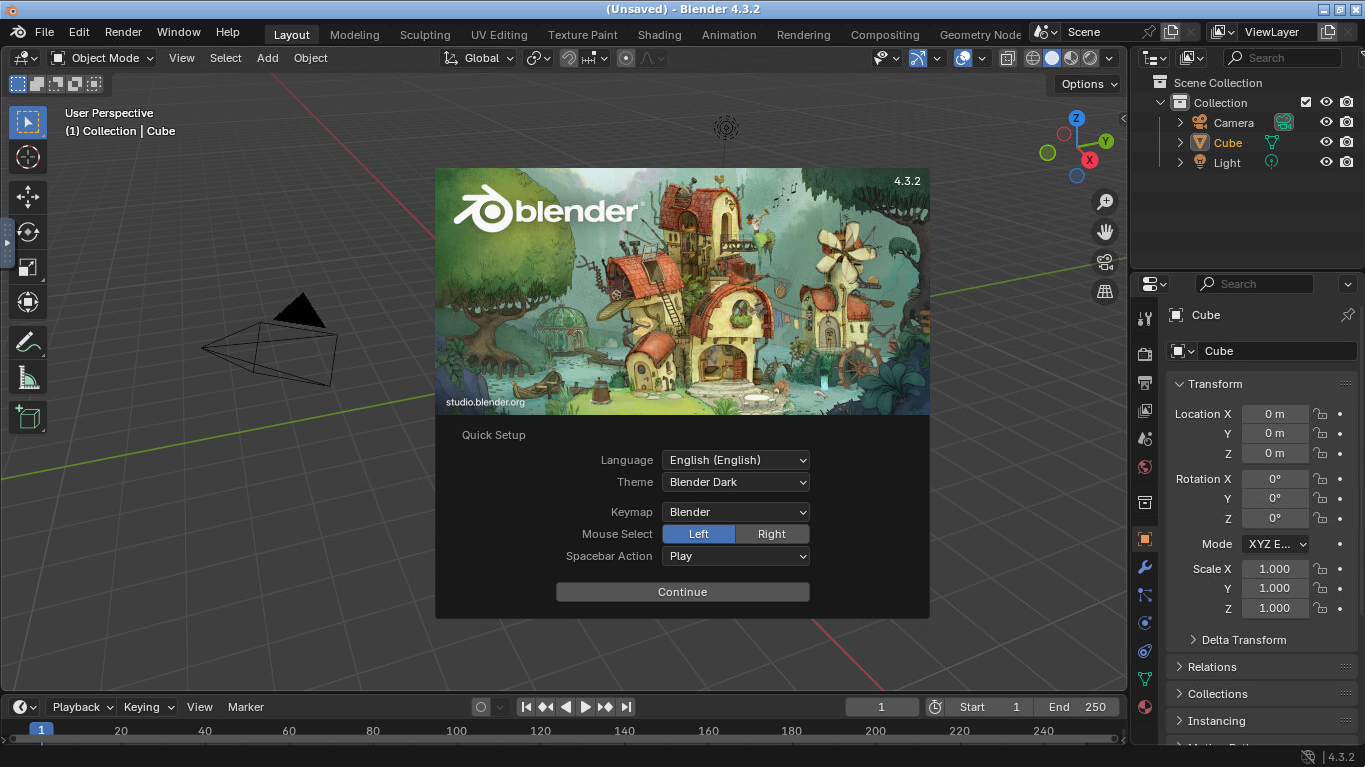 (Unsaved) - Blender 4.3.2
File Edit Render Window Help
Layout Modeling Sculpting UV Editing Texture Paint Shading Animation Rendering Compositing Geometry Node
Scene
ViewLayer
Object Mode View Select Add Object
Global
Search
Options
User Perspective
(1) Collection | Cube
Z
Y
X
Scene Collection
Collection
Camera
Cube
Light
4.3.2
blender
studio.blender.org
Quick Setup
Language English (English)
Theme Blender Dark
Keymap Blender
Mouse Select Left Right
Spacebar Action Play
Continue
Search
Cube
Cube
Transform
Location X 0 m
Y 0 m
Z 0 m
Rotation X 0°
Y 0°
Z 0°
Mode XYZ E...
Scale X 1.000
Y 1.000
Z 1.000
Delta Transform
Relations
Collections
Instancing
Playback Keying View Marker
1 Start 1 End 250
1 20 40 60 80 100 120 140 160 180 200 220 240
4.3.2